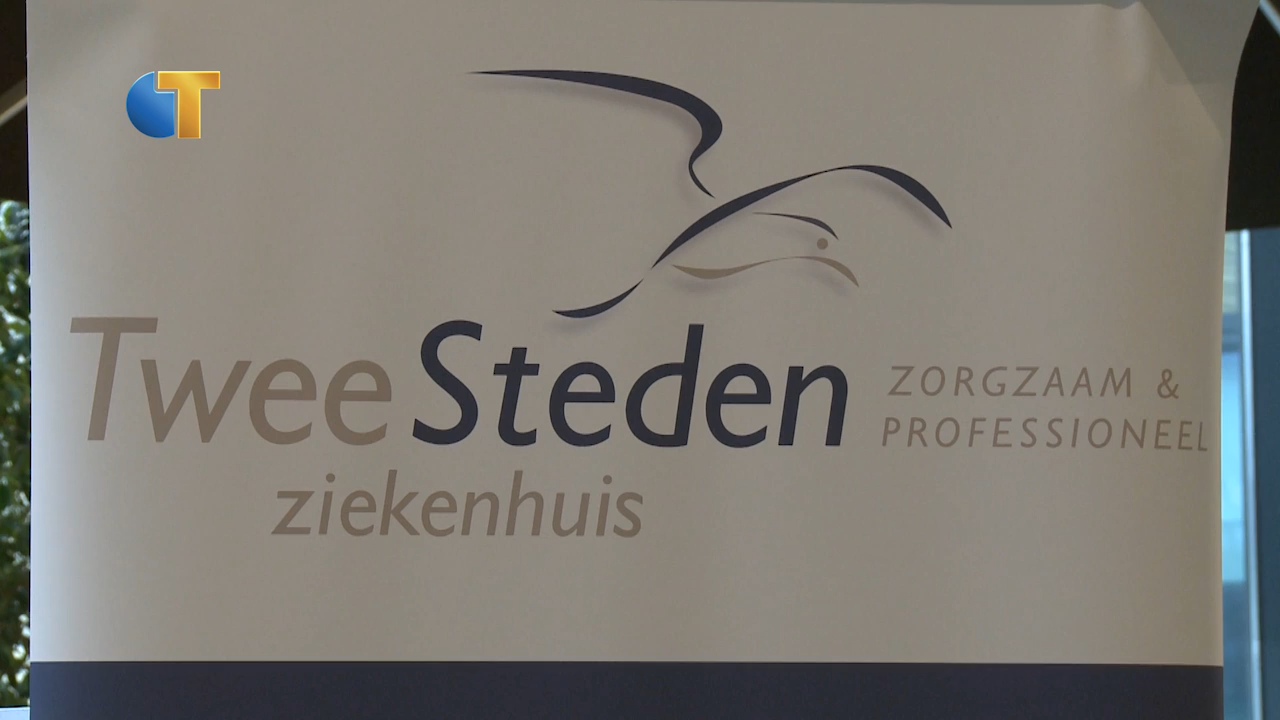 T
TweeSteden
ZORGZAAM &
PROFESSIONEEL
ziekenhuis